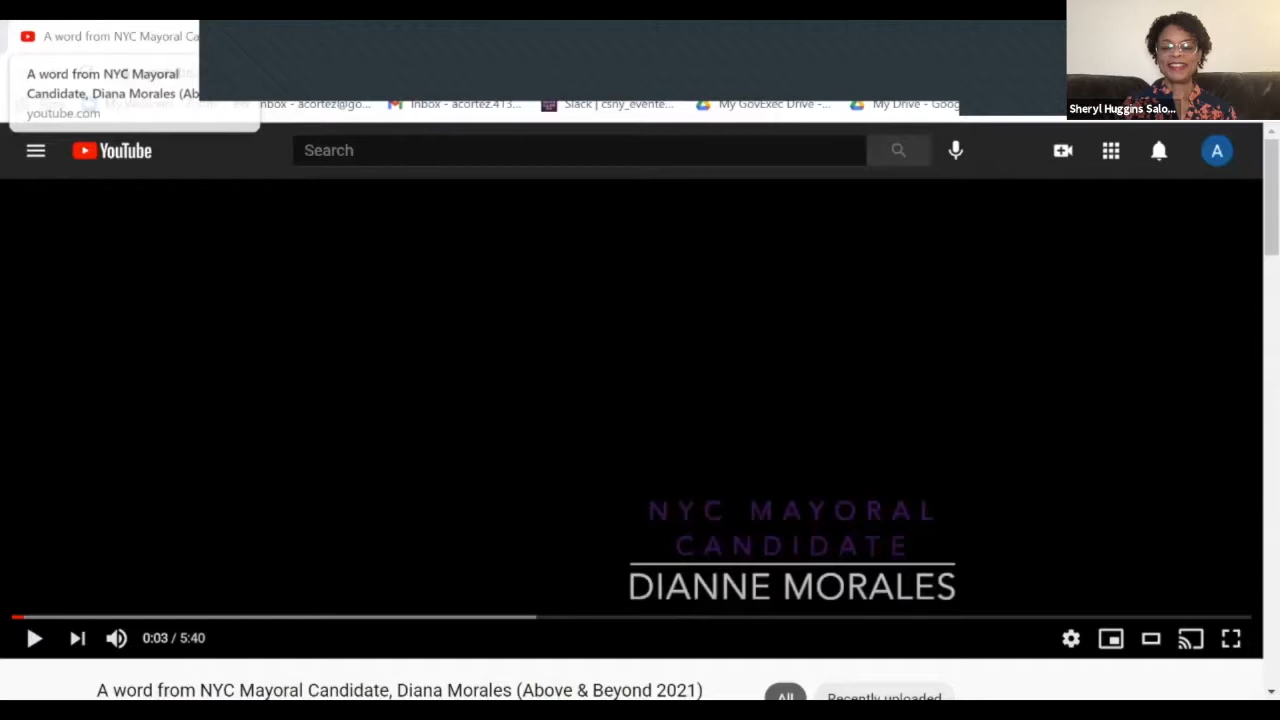 A word from NYC Mayoral Ca
A word from NYC Mayoral
Candidate, Diana Morales (Ab
youtube.com
Inbox - acortez@go...
Inbox - acortez.413...
Slack | csny_evente...
My GovExec Drive -...
My Drive - Goog
Sheryl Huggins Salo...
YouTube
Search
A
NYC MAYORAL
CANDIDATE
DIANNE MORALES
0:03 / 5:40
A word from NYC Mayoral Candidate, Diana Morales (Above & Beyond 2021)
All
Recently uploaded